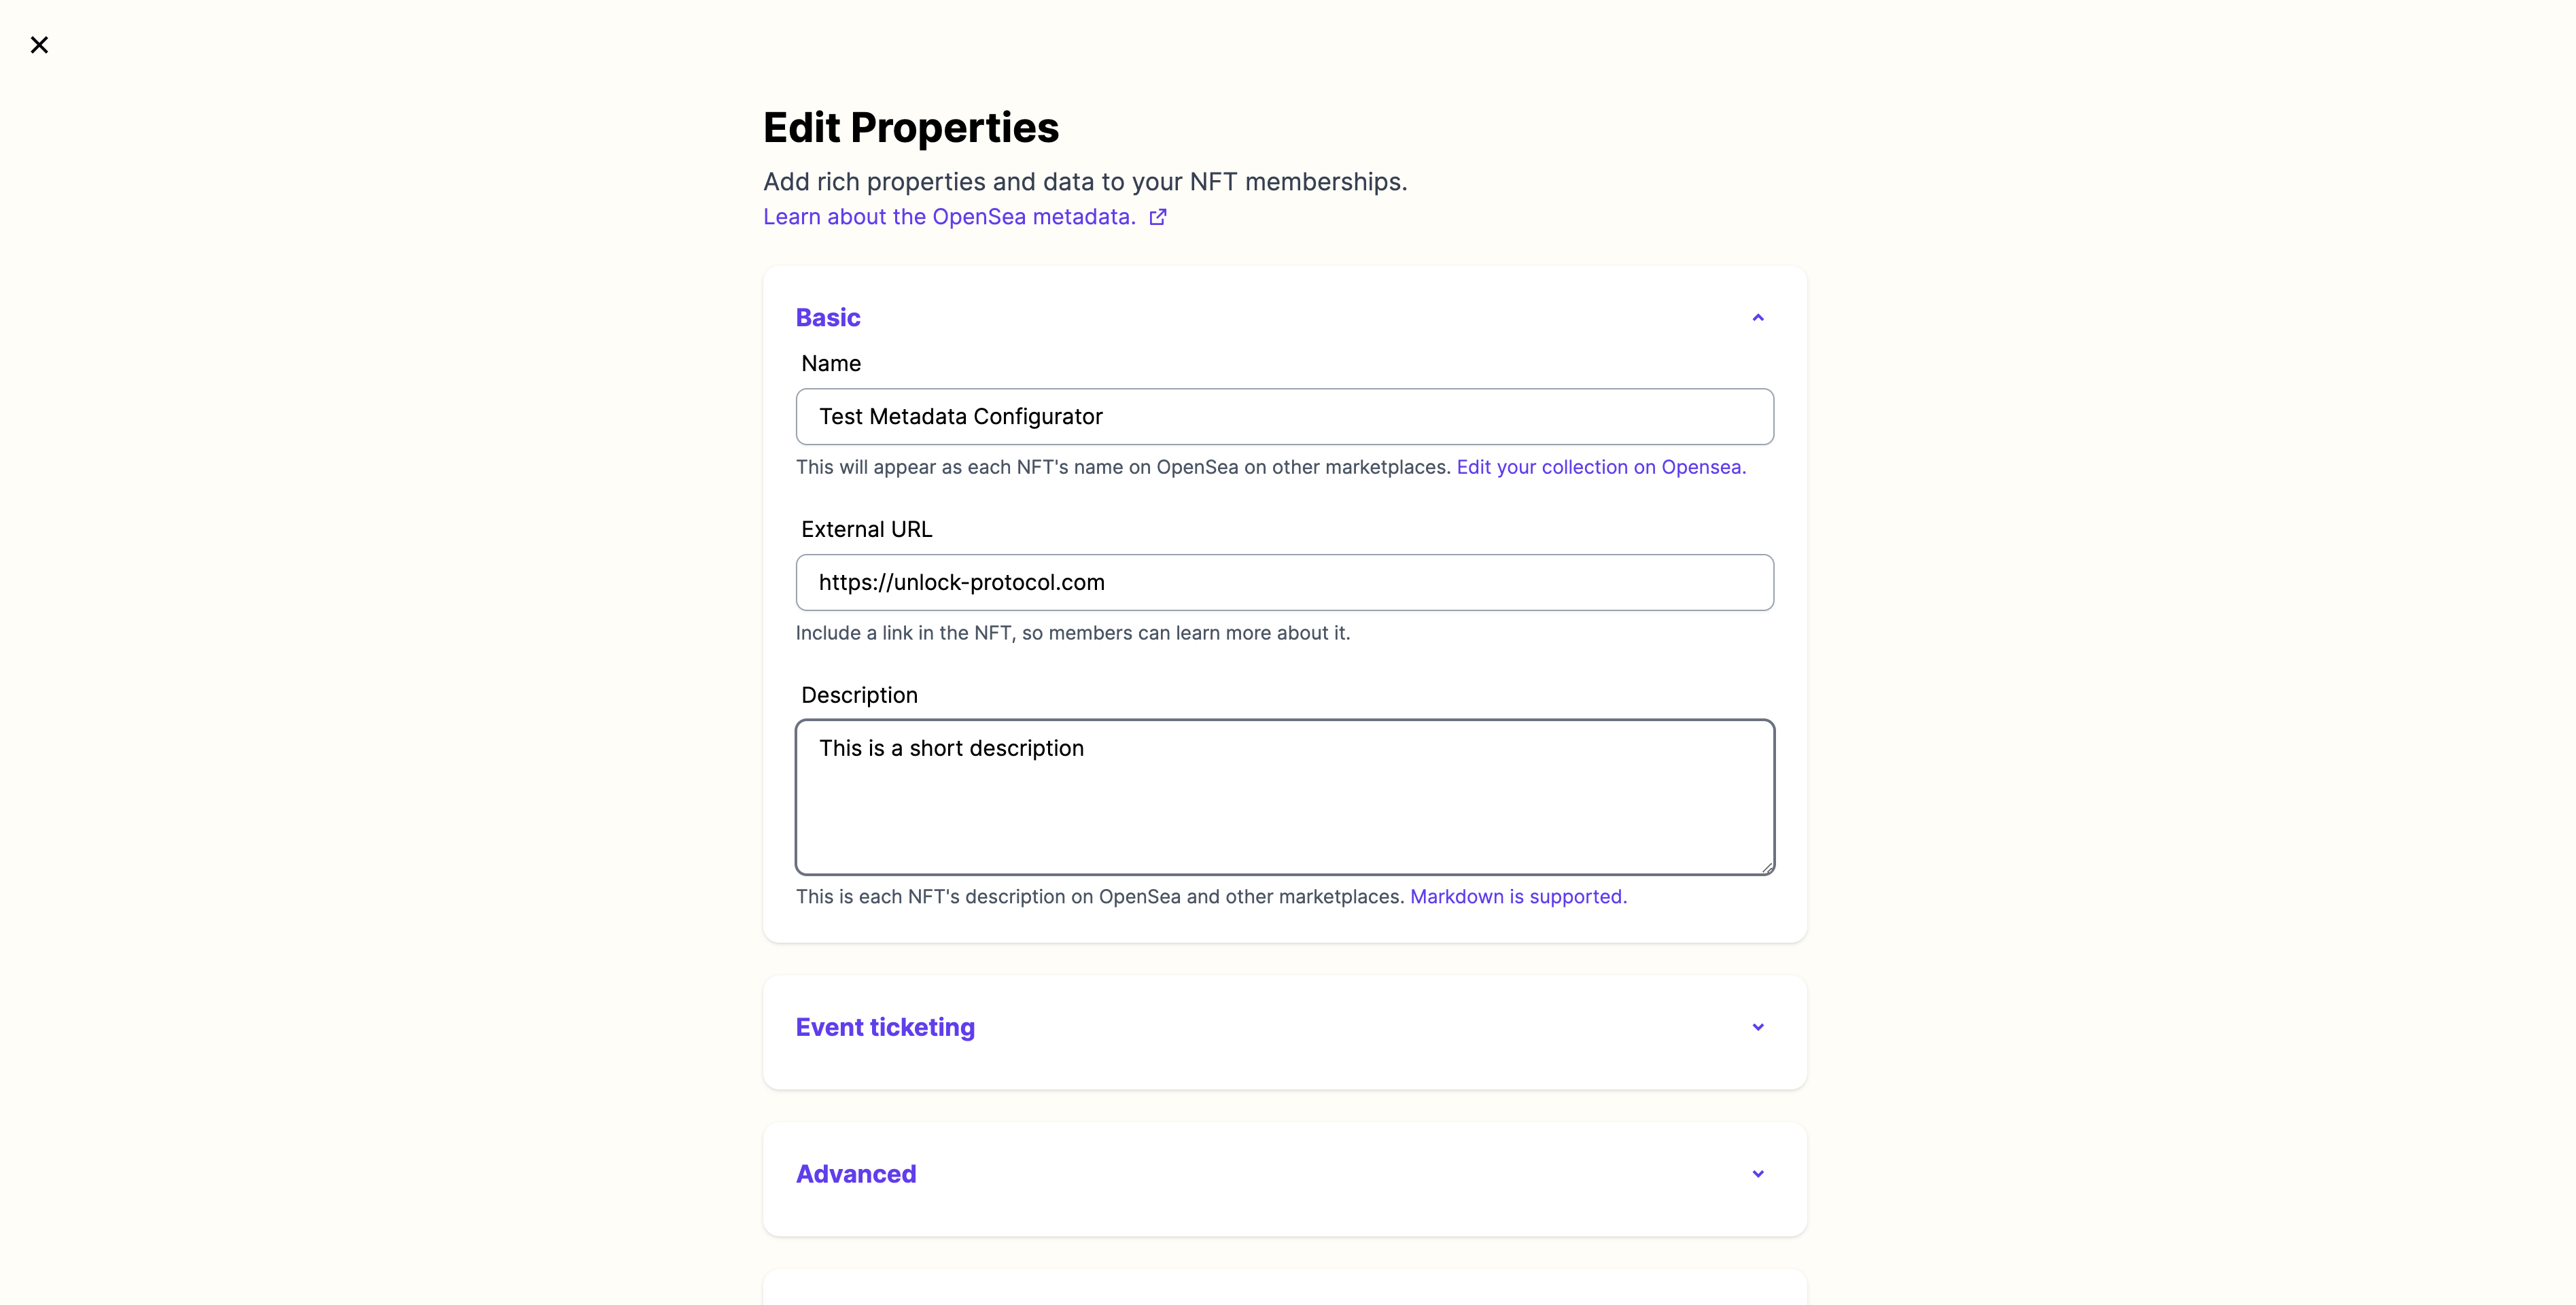 Edit Properties
Add rich properties and data to your NFT memberships.
Learn about the OpenSea metadata.
Basic
Name
Test Metadata Configurator
This will appear as each NFT's name on OpenSea on other marketplaces. Edit your collection on Opensea.
External URL
https://unlock-protocol.com
Include a link in the NFT, so members can learn more about it.
Description
This is a short description
This is each NFT's description on OpenSea and other marketplaces. Markdown is supported.
Event ticketing
Advanced